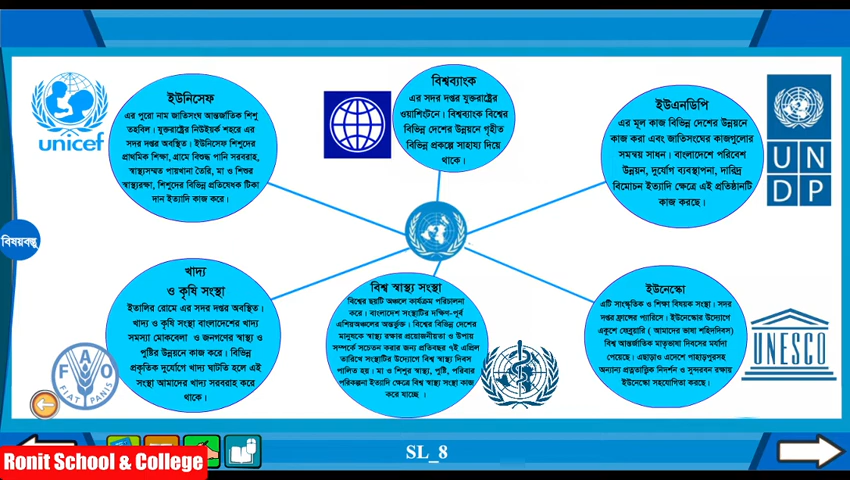 ইউনিসেফ
এর পুরো নাম জাতিসংঘ আন্তর্জাতিক শিশু
তহবিল। যুক্তরাষ্ট্রের নিউইয়র্ক শহরে এর
সদর দপ্তর অবস্থিত। ইউনিসেফ শিশুদের
প্রাথমিক শিক্ষা, গ্রামে বিশুদ্ধ পানি সরবরাহ,
স্বাস্থ্যসম্মত পায়খানা তৈরি, মা ও শিশুর
স্বাস্থ্যরক্ষা, শিশুদের বিভিন্ন প্রতিষেধক টিকা
দান ইত্যাদি কাজ করে।
unicef
বিশ্বব্যাংক
এর সদর দপ্তর যুক্তরাষ্ট্রের
ওয়াশিংটনে। বিশ্বব্যাংক বিশ্বের
বিভিন্ন দেশের উন্নয়নে গৃহীত
বিভিন্ন প্রকল্পে সাহায্য দিয়ে
থাকে।
ইউএনডিপি
এর মূল কাজ বিভিন্ন দেশের উন্নয়নে
কাজ করা এবং জাতিসংঘের কাজগুলোর
সমন্বয় সাধন। বাংলাদেশে পরিবেশ
উন্নয়ন, দুর্যোগ ব্যবস্থাপনা, দারিদ্র
বিমোচন ইত্যাদি ক্ষেত্রে এই প্রতিষ্ঠানটি
কাজ করছে।
U N
D P
বিষয়বস্তু
খাদ্য
ও কৃষি সংস্থা
ইতালির রোমে এর সদর দপ্তর অবস্থিত।
খাদ্য ও কৃষি সংস্থা বাংলাদেশের খাদ্য
সমস্যা মোকবেলা ও জনগণের স্বাস্থ্য ও
পুষ্টির উন্নয়নে কাজ করে। বিভিন্ন
প্রকৃতিক দুর্যোগে খাদ্য ঘাটতি হলে এই
সংস্থা আমাদের খাদ্য সরবরাহ করে
থাকে।
F A O
FIAT PANIS
বিশ্ব স্বাস্থ্য সংস্থা
বিশ্বের ছয়টি অঞ্চলে কার্যক্রম পরিচালনা
করে। বাংলাদেশ সংস্থাটির দক্ষিণ-পূর্ব
এশিয়অঞ্চলের অন্তর্ভুক্ত। বিশ্বের বিভিন্ন দেশের
মানুষকে স্বাস্থ্য রক্ষার প্রয়োজনীয়তা ও উপায়
সম্পর্কে সচেতন করার জন্য প্রতিবছর ৭ই এপ্রিল
তারিখে সংস্থাটির উদ্যোগে বিশ্ব স্বাস্থ্য দিবস
পালিত হয়। মা ও শিশুর স্বাস্থ্য, পুষ্টি, পরিবার
পরিকল্পনা ইত্যাদি ক্ষেত্রে বিশ্ব স্বাস্থ্য সংস্থা কাজ
করে যাচ্ছে ।
ইউনেস্কো
এটি সাংস্কৃতিক ও শিক্ষা বিষয়ক সংস্থা। সদর
দপ্তর ফ্রান্সের প্যারিসে। ইউনেস্কোর উদ্যোগে
একুশে ফেব্রুয়ারি ( আমাদের ভাষা শহিদদিবস)
বিশ্ব আন্তর্জাতিক মাতৃভাষা দিবসের মর্যাদা
পেয়েছে। এছাড়াও এদেশে পাহাড়পুরসহ
অন্যান্য প্রত্নতাত্ত্বিক নিদর্শন ও সুন্দরবন রক্ষায়
ইউনেস্কো সহযোগিতা করছে।
UNESCO
Ronit School & College
SL_8